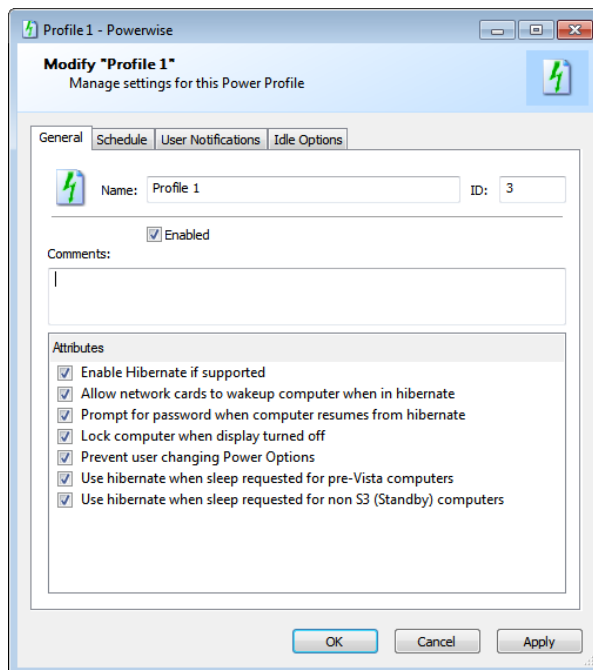 Profile 1 - Powerwise
Modify "Profile 1"
Manage settings for this Power Profile
General Schedule User Notifications Idle Options
Name: Profile 1 ID: 3
Enabled
Comments:
Attributes
Enable Hibernate if supported
Allow network cards to wakeup computer when in hibernate
Prompt for password when computer resumes from hibernate
Lock computer when display turned off
Prevent user changing Power Options
Use hibernate when sleep requested for pre-Vista computers
Use hibernate when sleep requested for non S3 (Standby) computers
OK Cancel Apply